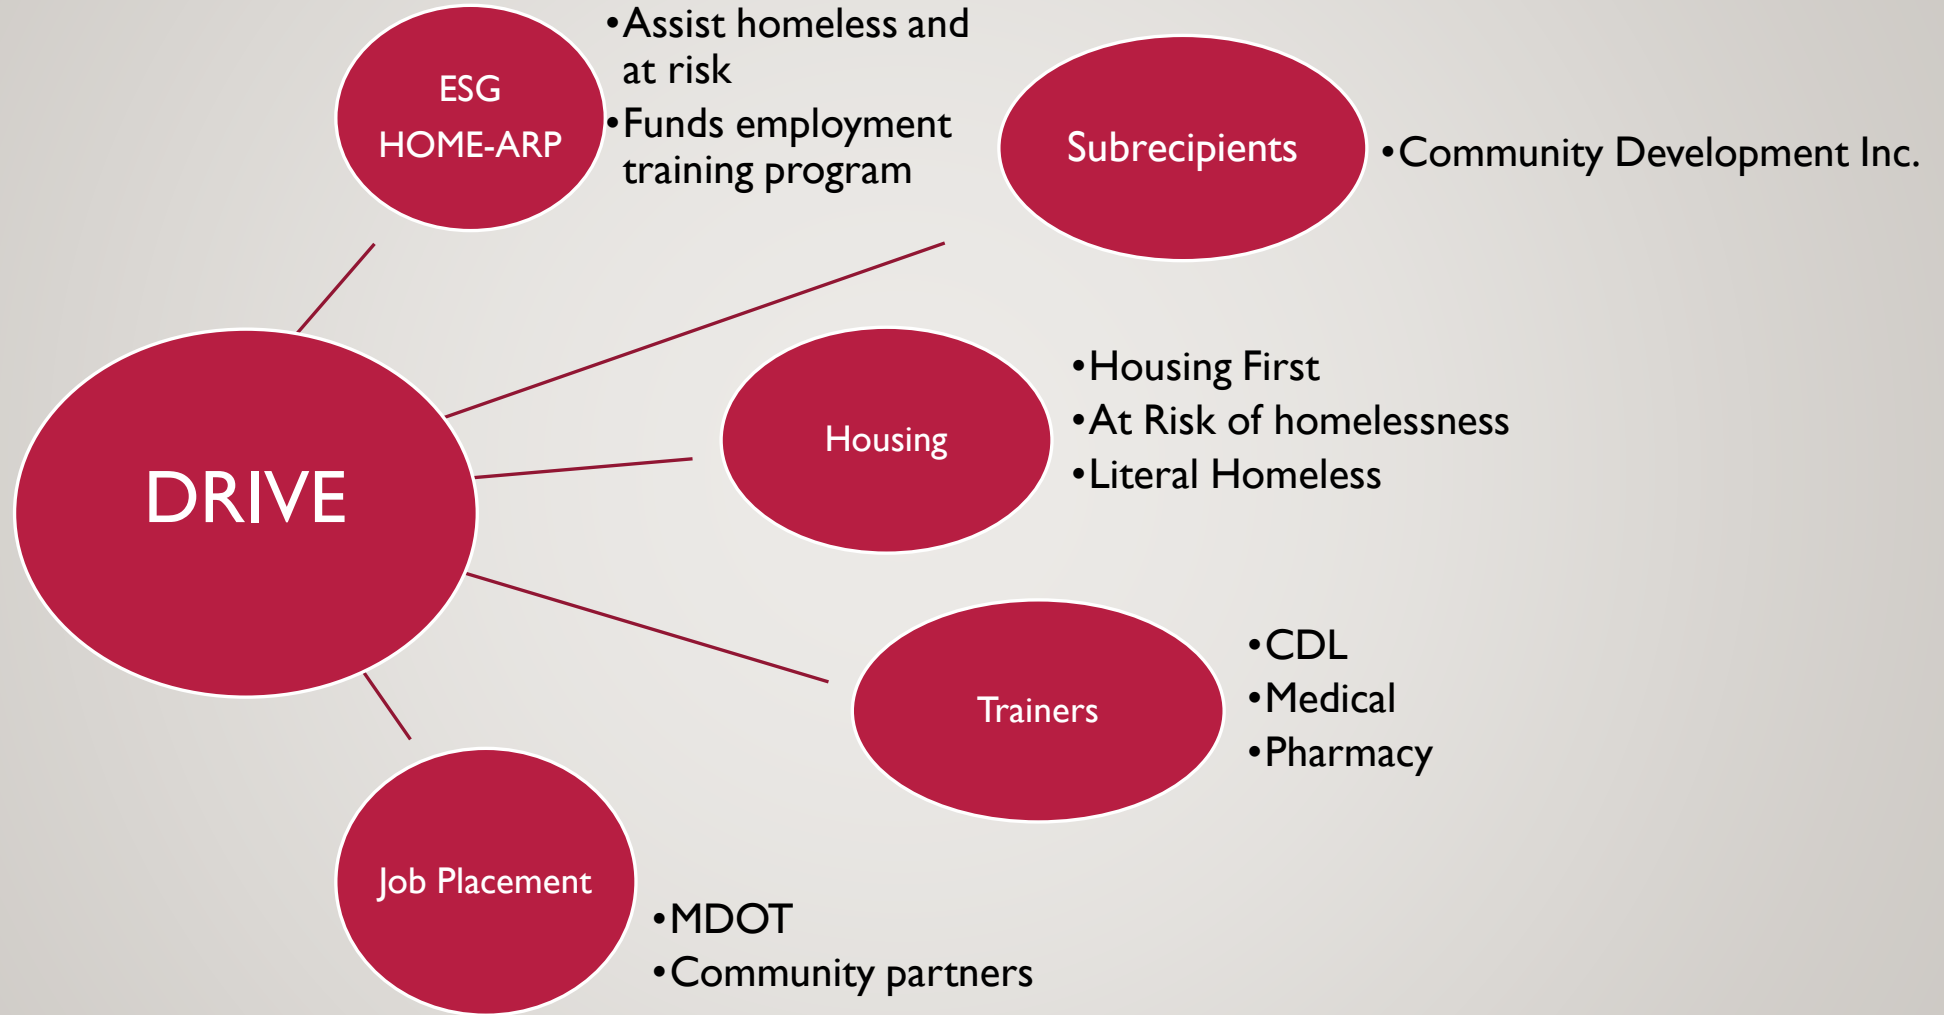 ESG
HOME-ARP
•Assist homeless and
at risk
•Funds employment
training program
Subrecipients
•Community Development Inc.
DRIVE
Housing
•Housing First
•At Risk of homelessness
•Literal Homeless
Trainers
•CDL
•Medical
•Pharmacy
Job Placement
•MDOT
•Community partners